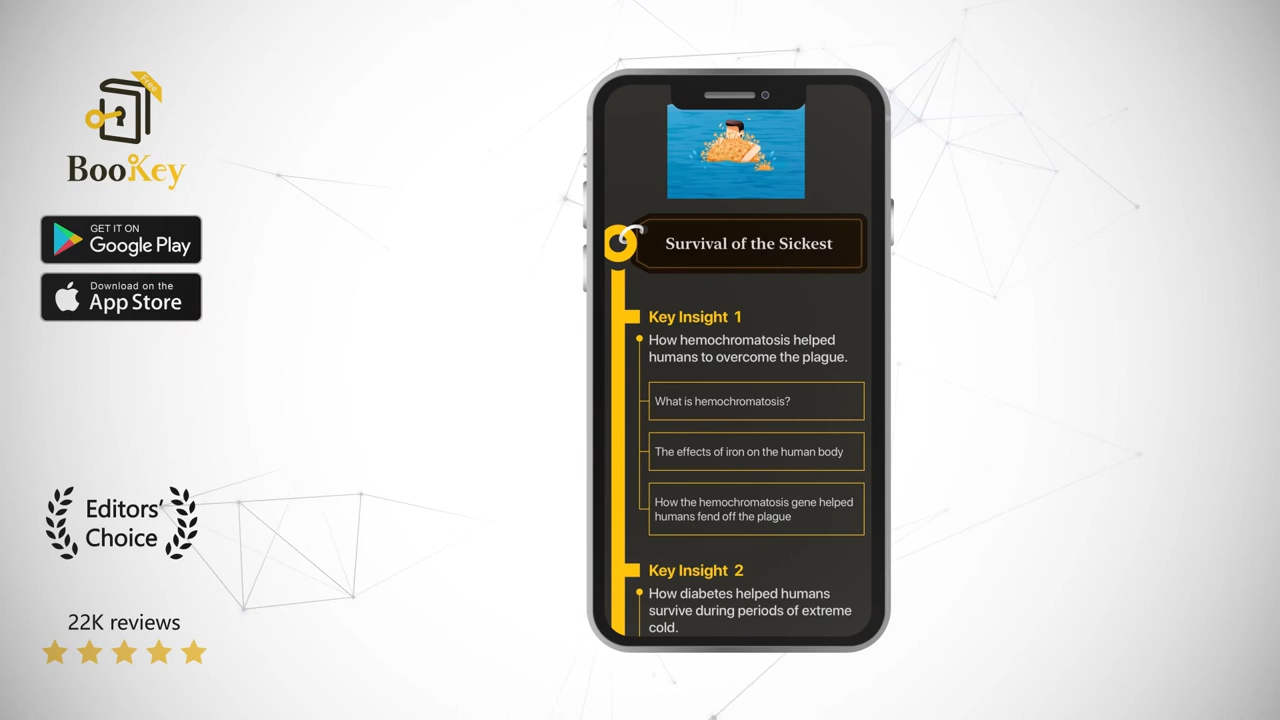 Free
BooKey
GET IT ON
Google Play
Download on the
App Store
Editors'
Choice
22K reviews
Survival of the Sickest
Key Insight 1
How hemochromatosis helped
humans to overcome the plague.
What is hemochromatosis?
The effects of iron on the human body
How the hemochromatosis gene helped
humans fend off the plague
Key Insight 2
How diabetes helped humans
survive during periods of extreme
cold.